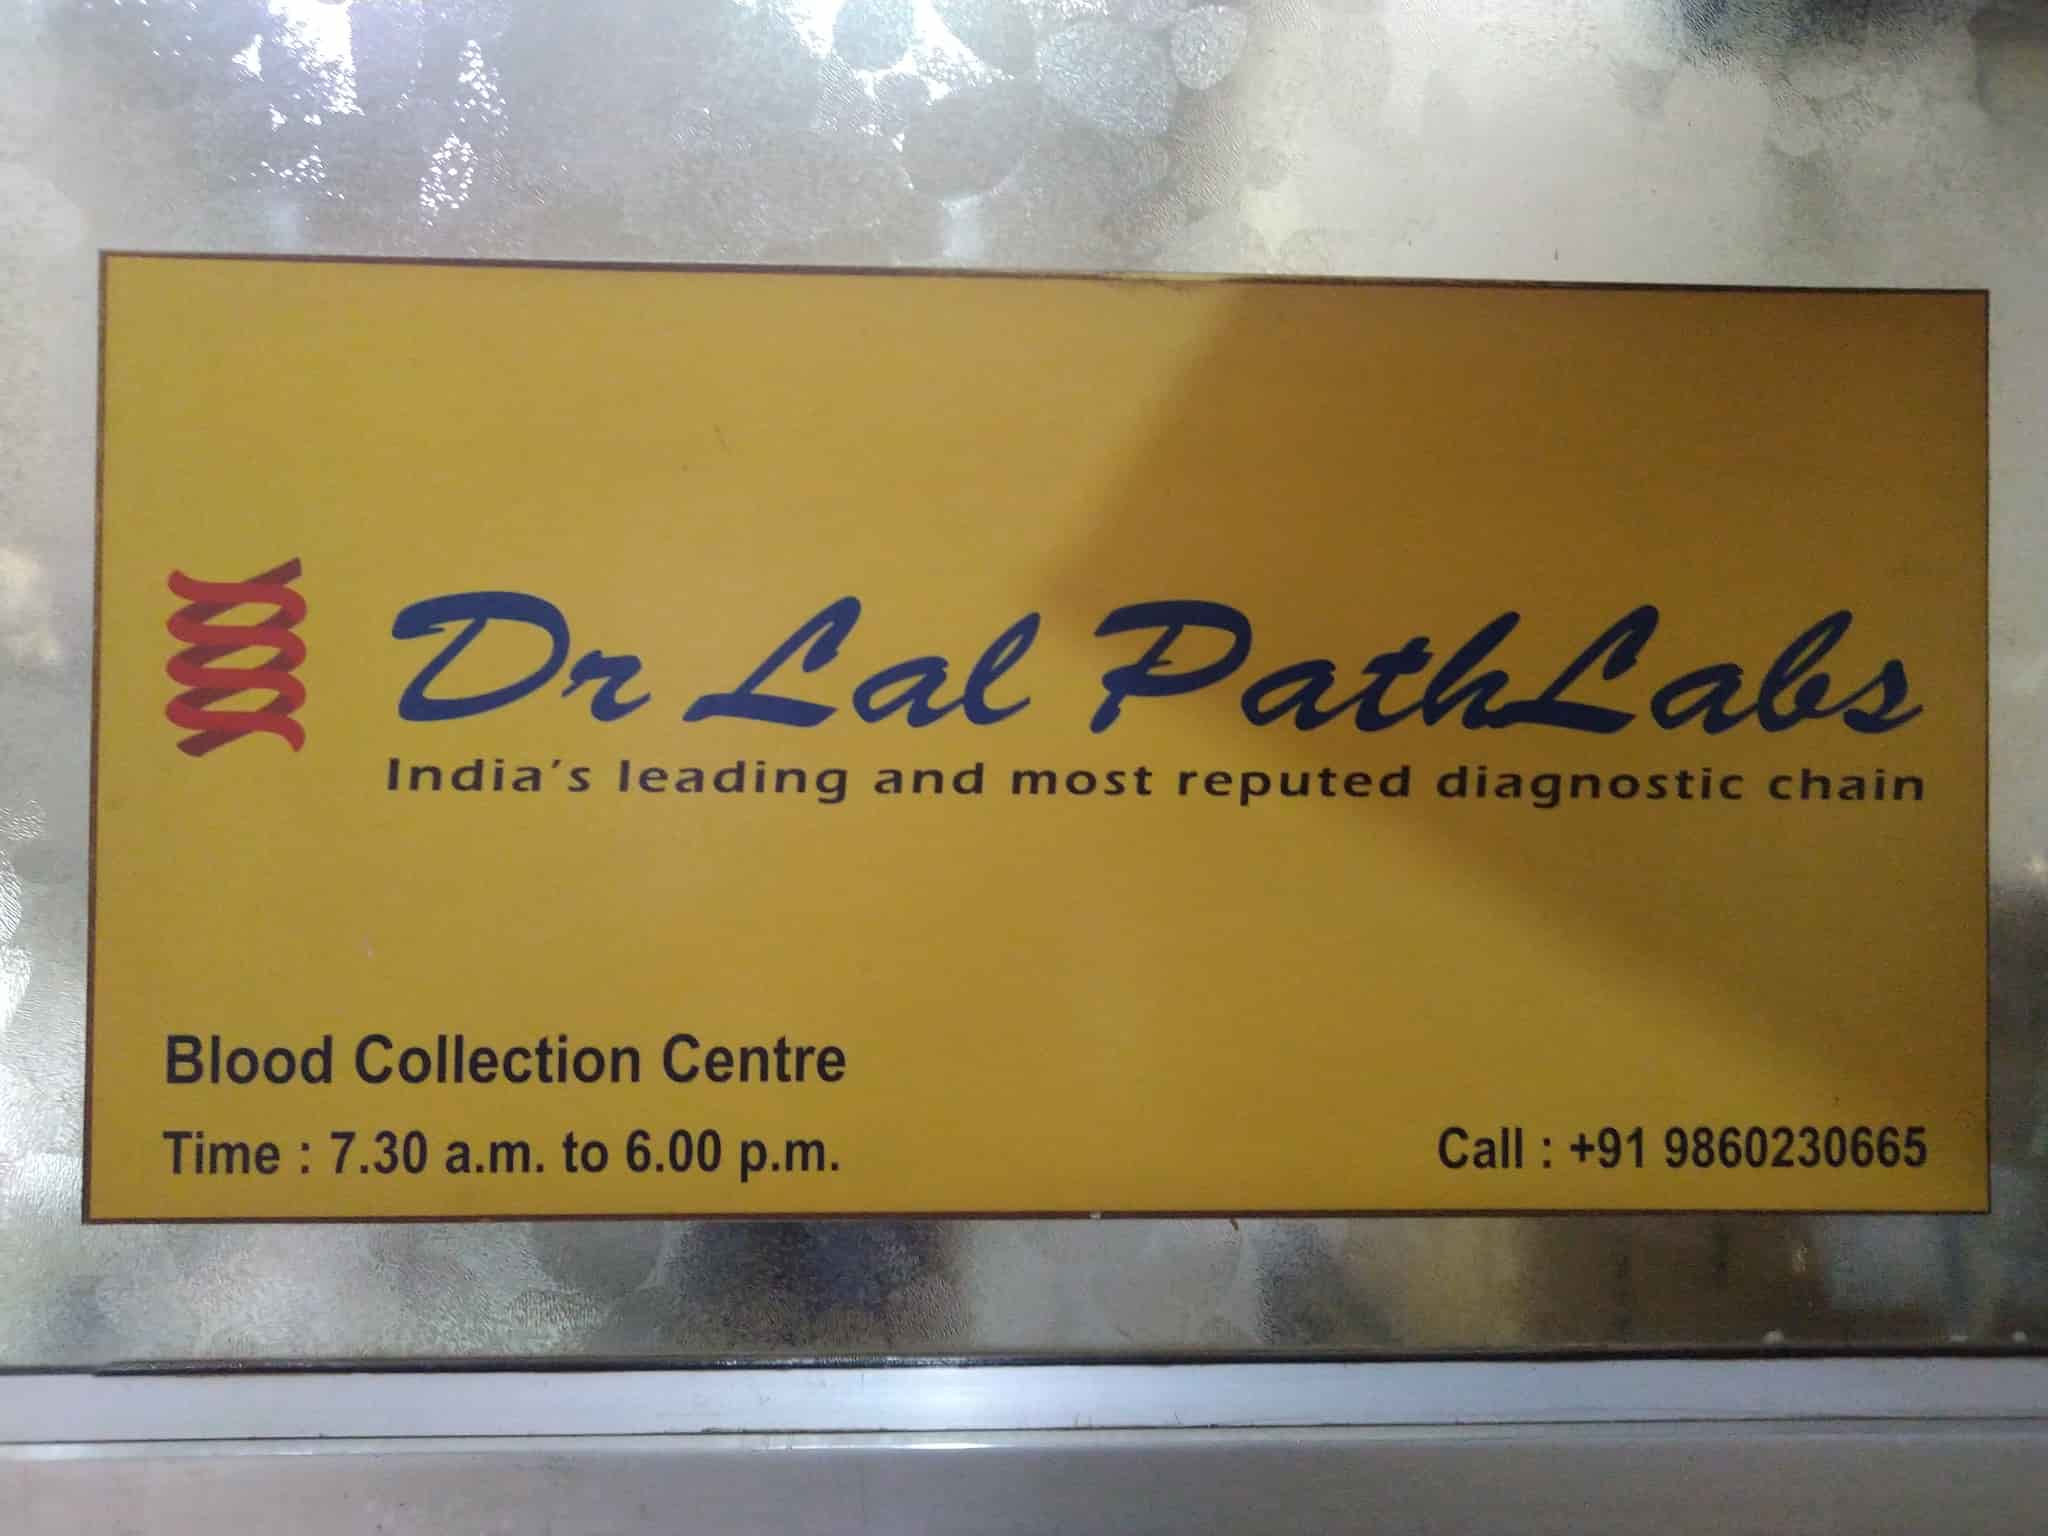 Dr Lal PathLabs
India's leading and most reputed diagnostic chain
Blood Collection Centre
Time : 7.30 a.m. to 6.00 p.m.
Call : +91 9860230665